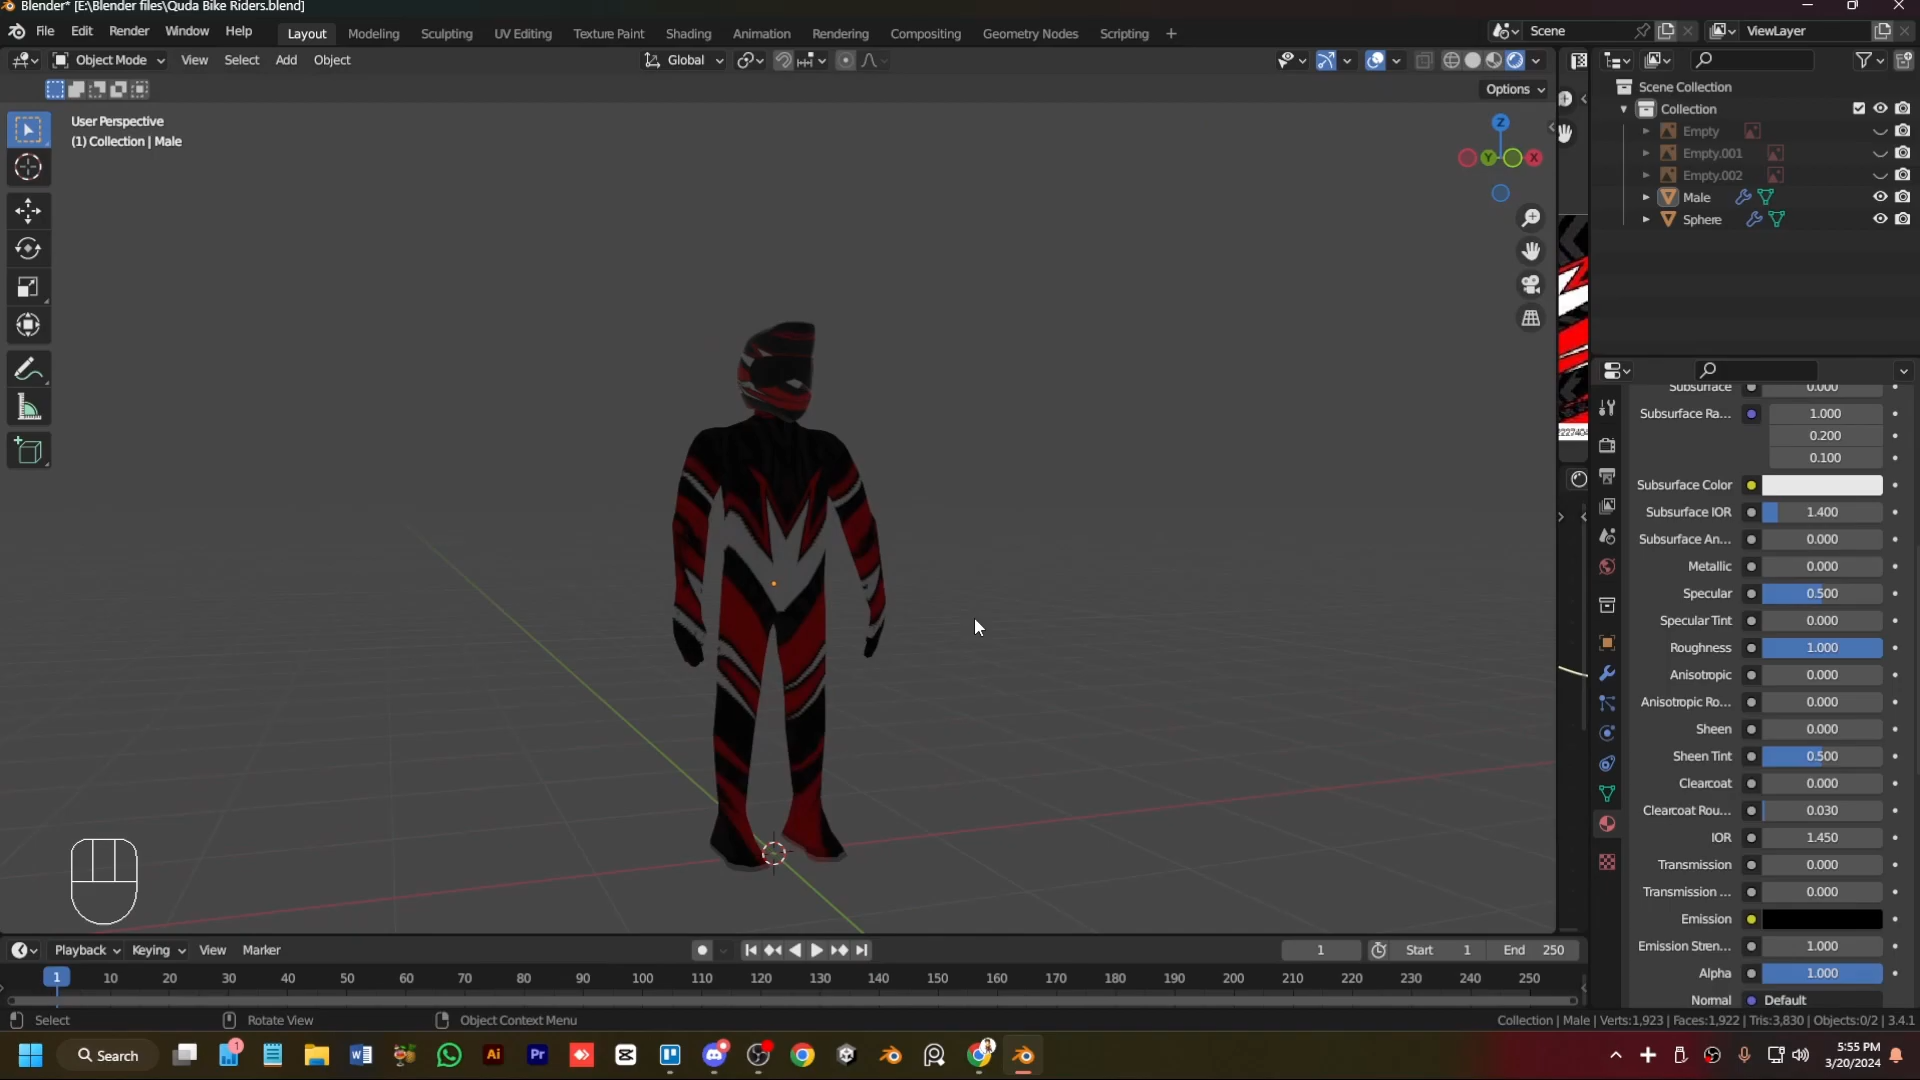 Blender* [E:\Blender files\Quda Bike Riders.blend]
File Edit Render Window Help Layout Modeling Sculpting UV Editing Texture Paint Shading Animation Rendering Compositing Geometry Nodes Scripting + Scene ViewLayer
Object Mode View Select Add Object Global
Options
User Perspective
(1) Collection | Male
Z
Y X
Scene Collection
Collection
Empty
Empty.001
Empty.002
Male
Sphere
Subsurface 0.000
Subsurface Ra... 1.000
0.200
0.100
Subsurface Color
Subsurface IOR 1.400
Subsurface An... 0.000
Metallic 0.000
Specular 0.500
Specular Tint 0.000
Roughness 1.000
Anisotropic 0.000
Anisotropic Ro... 0.000
Sheen 0.000
Sheen Tint 0.500
Clearcoat 0.000
Clearcoat Rou... 0.030
IOR 1.450
Transmission 0.000
Transmission ... 0.000
Emission
Emission Stren... 1.000
Alpha 1.000
Normal Default
Playback Keying View Marker 1 Start 1 End 250
1 10 20 30 40 50 60 70 80 90 100 110 120 130 140 150 160 170 180 190 200 210 220 230 240 250
Select Rotate View Object Context Menu Collection | Male | Verts:1,923 | Faces:1,922 | Tris:3,830 | Objects:0/2 | 3.4.1
Search
5:55 PM
3/20/2024